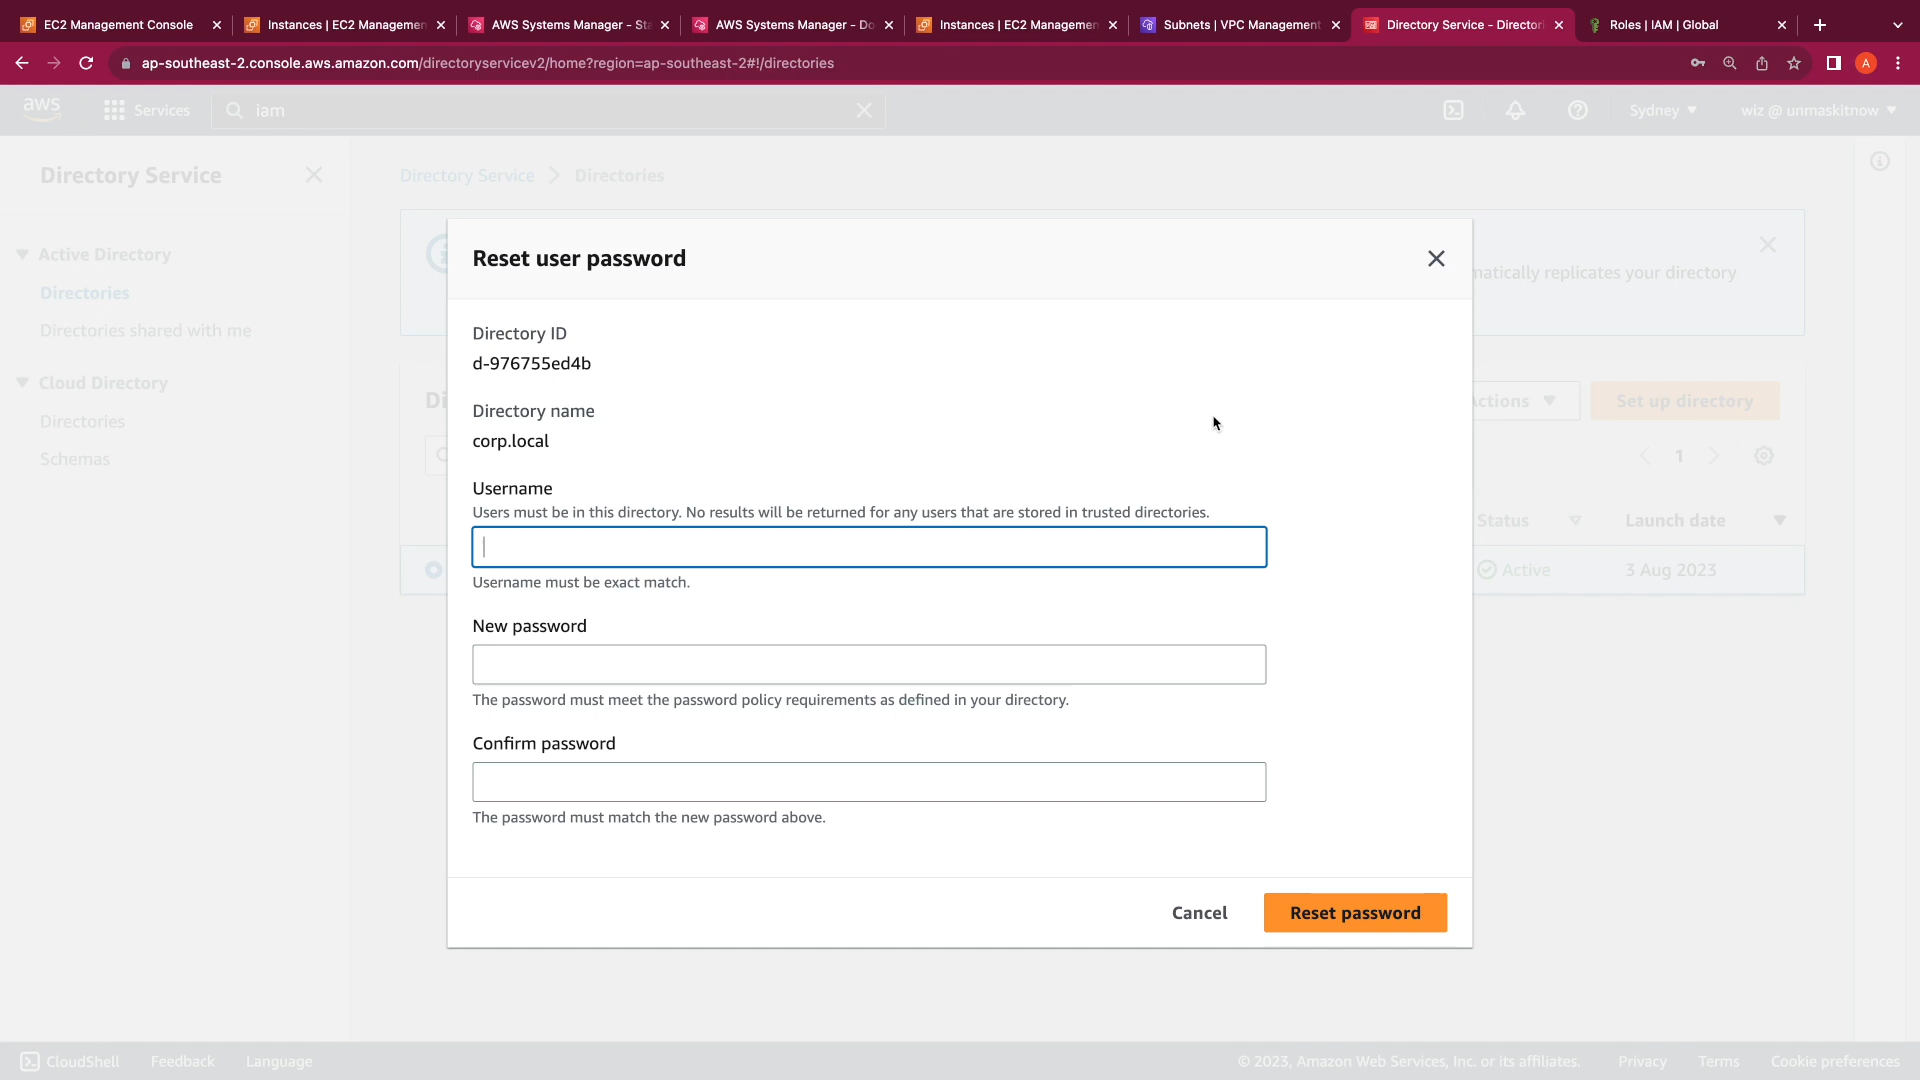 EC2 Management Console
Instances | EC2 Managemen
AWS Systems Manager - Sta
AWS Systems Manager - Do
Instances | EC2 Managemen
Subnets | VPC Management
Directory Service - Director
Roles | IAM | Global
ap-southeast-2.console.aws.amazon.com/directoryservicev2/home?region=ap-southeast-2#!/directories
A
aws
Services
iam
Sydney
wiz @ unmaskitnow
Directory Service
Directory Service > Directories
Active Directory
Directories
Directories shared with me
Cloud Directory
Directories
Schemas
matically replicates your directory
Di
Actions
Set up directory
1
Status
Launch date
Active
3 Aug 2023
Reset user password
Directory ID
d-976755ed4b
Directory name
corp.local
Username
Users must be in this directory. No results will be returned for any users that are stored in trusted directories.
Username must be exact match.
New password
The password must meet the password policy requirements as defined in your directory.
Confirm password
The password must match the new password above.
Cancel
Reset password
CloudShell
Feedback
Language
© 2023, Amazon Web Services, Inc. or its affiliates.
Privacy
Terms
Cookie preferences